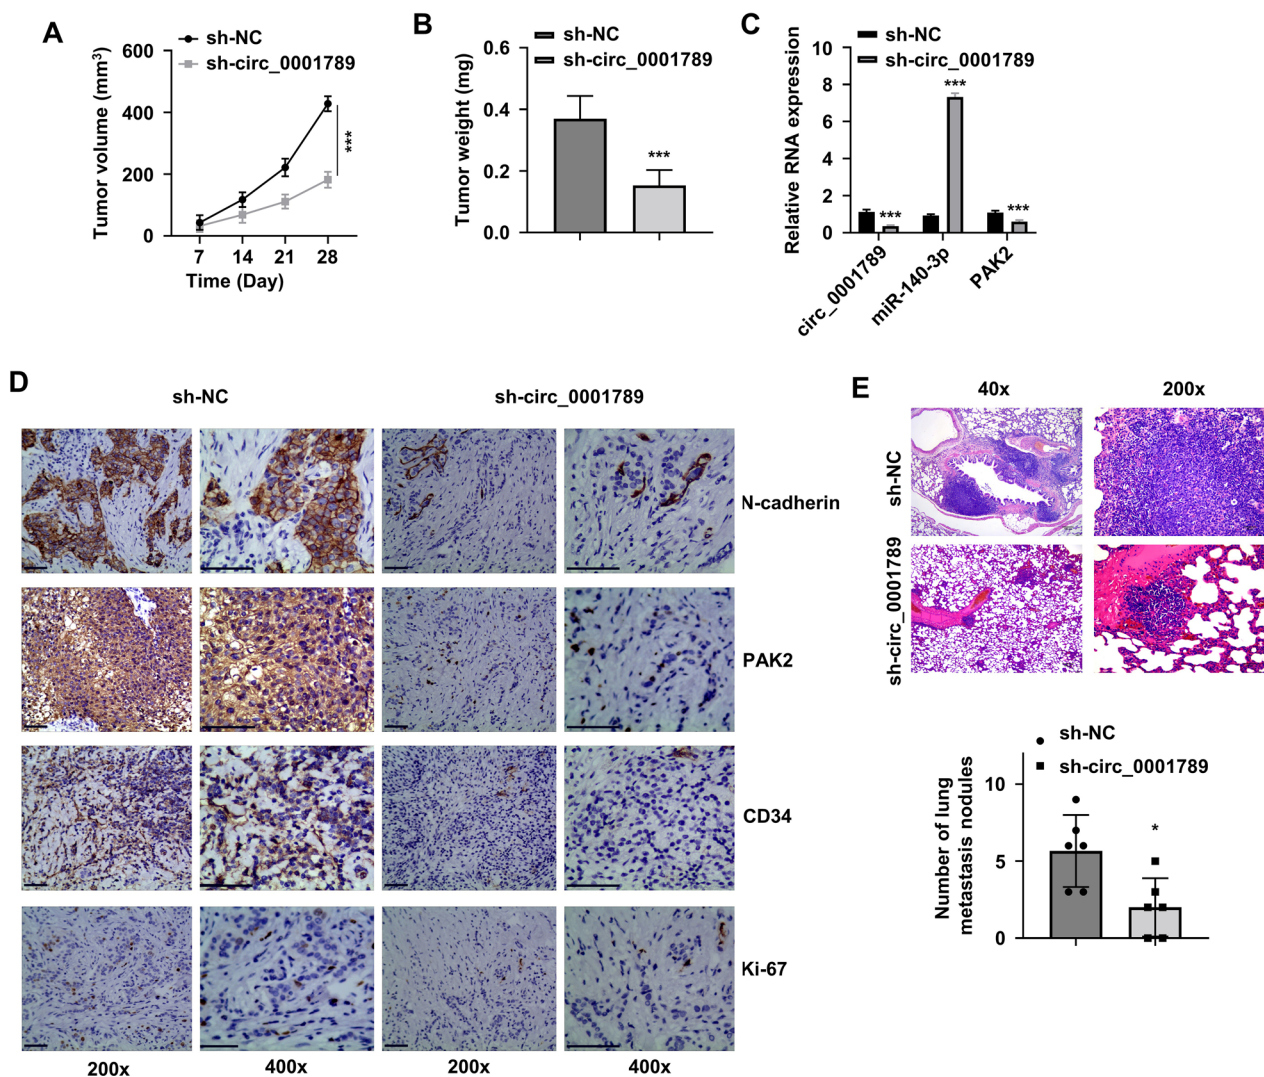 A
sh-NC
sh-circ_0001789
Tumor volume (mm³)
600
400
200
0
***
7 14 21 28
Time (Day)
B
sh-NC
sh-circ_0001789
Tumor weight (mg)
0.6
0.4
0.2
0.0
***
C
sh-NC
sh-circ_0001789
Relative RNA expression
10
8
6
4
2
0
*** *** ***
circ_0001789
miR-140-3p
PAK2
D
sh-NC sh-circ_0001789
N-cadherin
PAK2
CD34
Ki-67
200x 400x 200x 400x
E
40x 200x
sh-NC
sh-circ_0001789
sh-NC
sh-circ_0001789
Number of lung
metastasis nodules
10
5
0
*